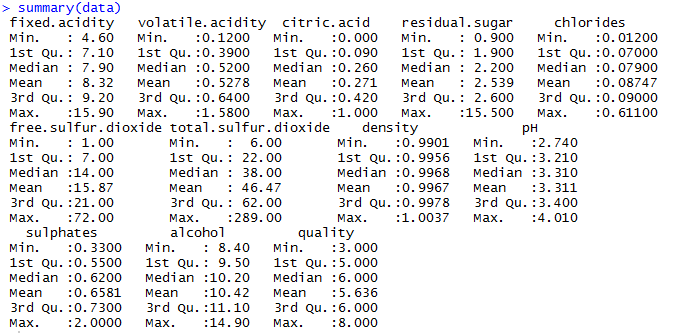 > summary(data)
fixed.acidity volatile.acidity citric.acid residual.sugar chlorides
Min. : 4.60 Min. :0.1200 Min. :0.000 Min. : 0.900 Min. :0.01200
1st Qu.: 7.10 1st Qu.:0.3900 1st Qu.:0.090 1st Qu.: 1.900 1st Qu.:0.07000
Median : 7.90 Median :0.5200 Median :0.260 Median : 2.200 Median :0.07900
Mean : 8.32 Mean :0.5278 Mean :0.271 Mean : 2.539 Mean :0.08747
3rd Qu.: 9.20 3rd Qu.:0.6400 3rd Qu.:0.420 3rd Qu.: 2.600 3rd Qu.:0.09000
Max. :15.90 Max. :1.5800 Max. :1.000 Max. :15.500 Max. :0.61100
free.sulfur.dioxide total.sulfur.dioxide density pH
Min. : 1.00 Min. : 6.00 Min. :0.9901 Min. :2.740
1st Qu.: 7.00 1st Qu.: 22.00 1st Qu.:0.9956 1st Qu.:3.210
Median :14.00 Median : 38.00 Median :0.9968 Median :3.310
Mean :15.87 Mean : 46.47 Mean :0.9967 Mean :3.311
3rd Qu.:21.00 3rd Qu.: 62.00 3rd Qu.:0.9978 3rd Qu.:3.400
Max. :72.00 Max. :289.00 Max. :1.0037 Max. :4.010
sulphates alcohol quality
Min. :0.3300 Min. : 8.40 Min. :3.000
1st Qu.:0.5500 1st Qu.: 9.50 1st Qu.:5.000
Median :0.6200 Median :10.20 Median :6.000
Mean :0.6581 Mean :10.42 Mean :5.636
3rd Qu.:0.7300 3rd Qu.:11.10 3rd Qu.:6.000
Max. :2.0000 Max. :14.90 Max. :8.000